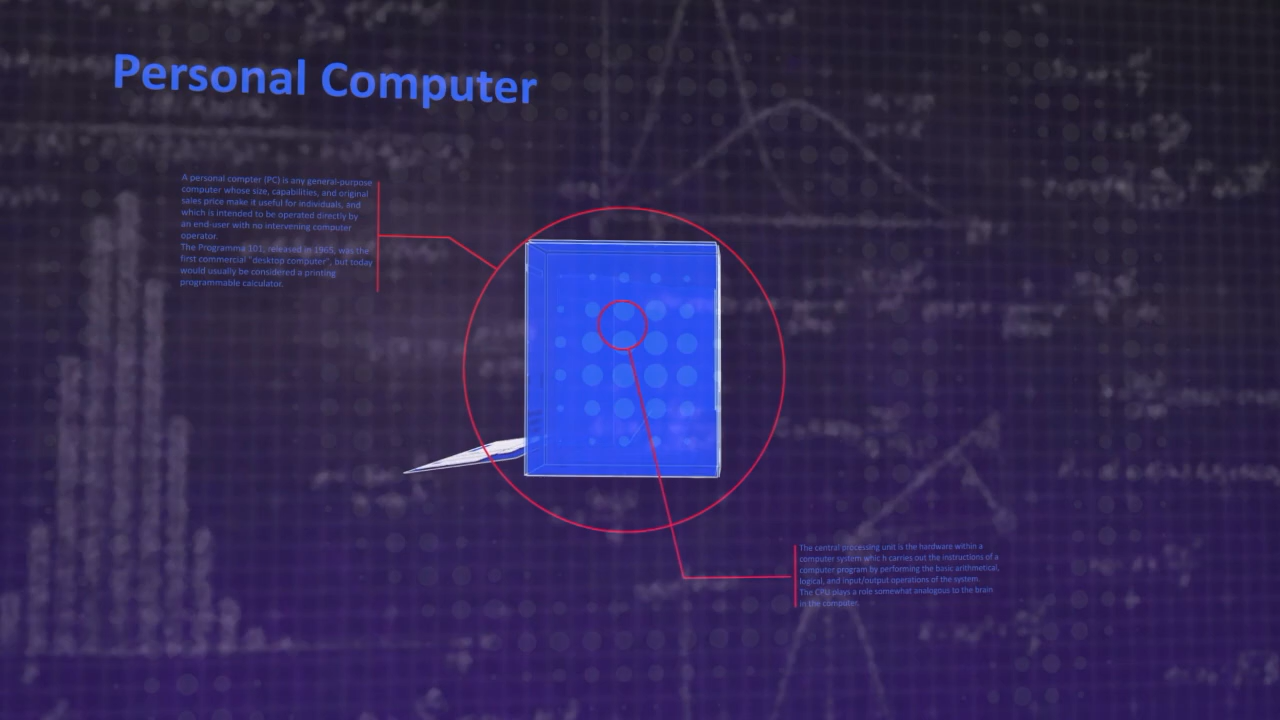 Personal Computer
A personal compter (PC) is any general-purpose
computer whose size, capabilities, and original
sales price make it useful for individuals, and
which is intended to be operated directly by
an end-user with no intervening computer
operator.
The Programma 101, released in 1965, was the
first commercial "desktop computer", but today
would usually be considered a printing
programmable calculator.
The central processing unit is the hardware within a
computer system whic h carries out the instructions of a
computer program by performing the basic arithmetical,
logical, and input/output operations of the system.
The CPU plays a role somewhat analogous to the brain
in the computer.